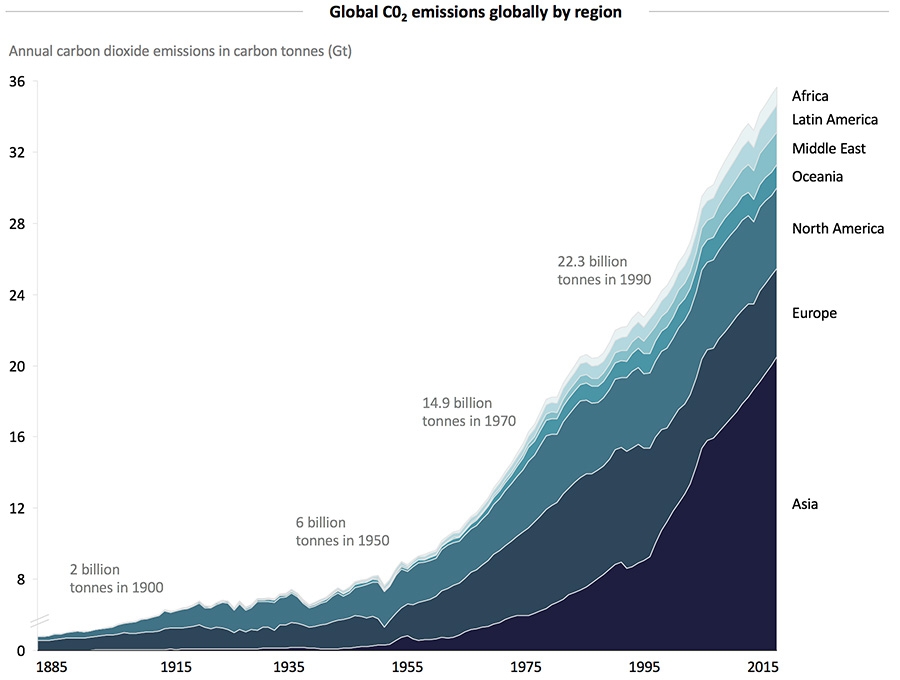 Global C0₂ emissions globally by region
Annual carbon dioxide emissions in carbon tonnes (Gt)
36
32
28
24
20
16
12
8
0
Africa
Latin America
Middle East
Oceania
North America
Europe
Asia
22.3 billion
tonnes in 1990
14.9 billion
tonnes in 1970
6 billion
tonnes in 1950
2 billion
tonnes in 1900
1885 1915 1935 1955 1975 1995 2015